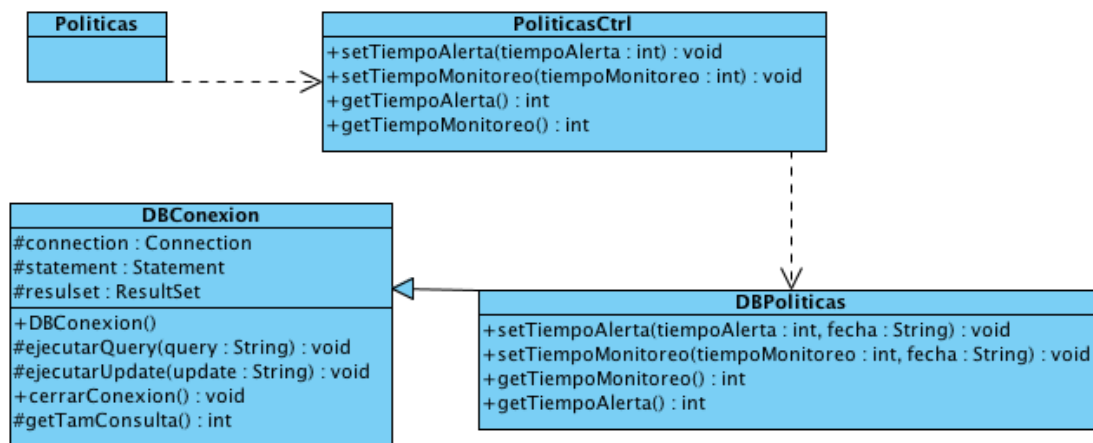 Politicas
PoliticasCtrl
+setTiempoAlerta(tiempoAlerta : int) : void
+setTiempoMonitoreo(tiempoMonitoreo : int) : void
+getTiempoAlerta() : int
+getTiempoMonitoreo() : int
DBConexion
#connection : Connection
#statement : Statement
#resulset : ResultSet
+DBConexion()
#ejecutarQuery(query : String) : void
#ejecutarUpdate(update : String) : void
+cerrarConexion() : void
#getTamConsulta() : int
DBPoliticas
+setTiempoAlerta(tiempoAlerta : int, fecha : String) : void
+setTiempoMonitoreo(tiempoMonitoreo : int, fecha : String) : void
+getTiempoMonitoreo() : int
+getTiempoAlerta() : int